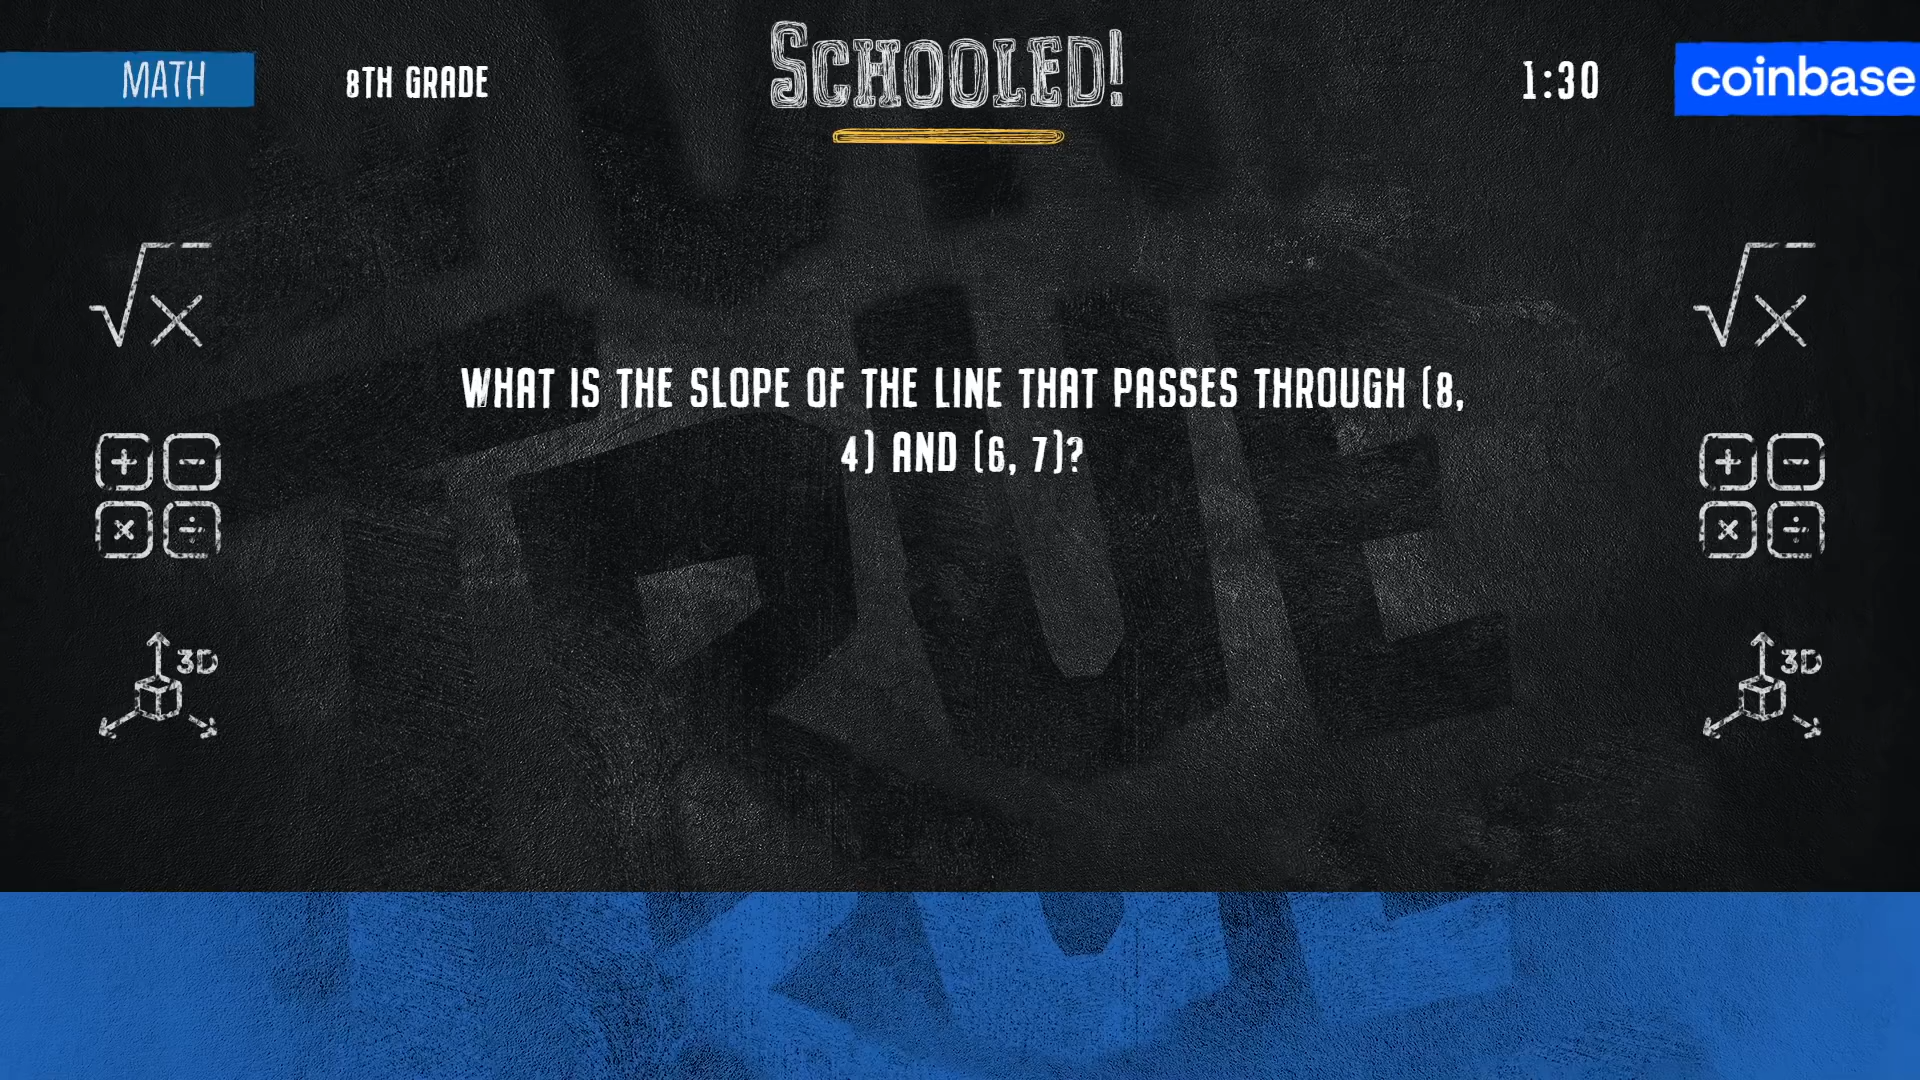 MATH
8TH GRADE
SCHOOLED!
1:30
coinbase
WHAT IS THE SLOPE OF THE LINE THAT PASSES THROUGH (8,
4) AND (6, 7)?
√x
√x
+ −
× ÷
+ −
× ÷
3D
3D
TRUE